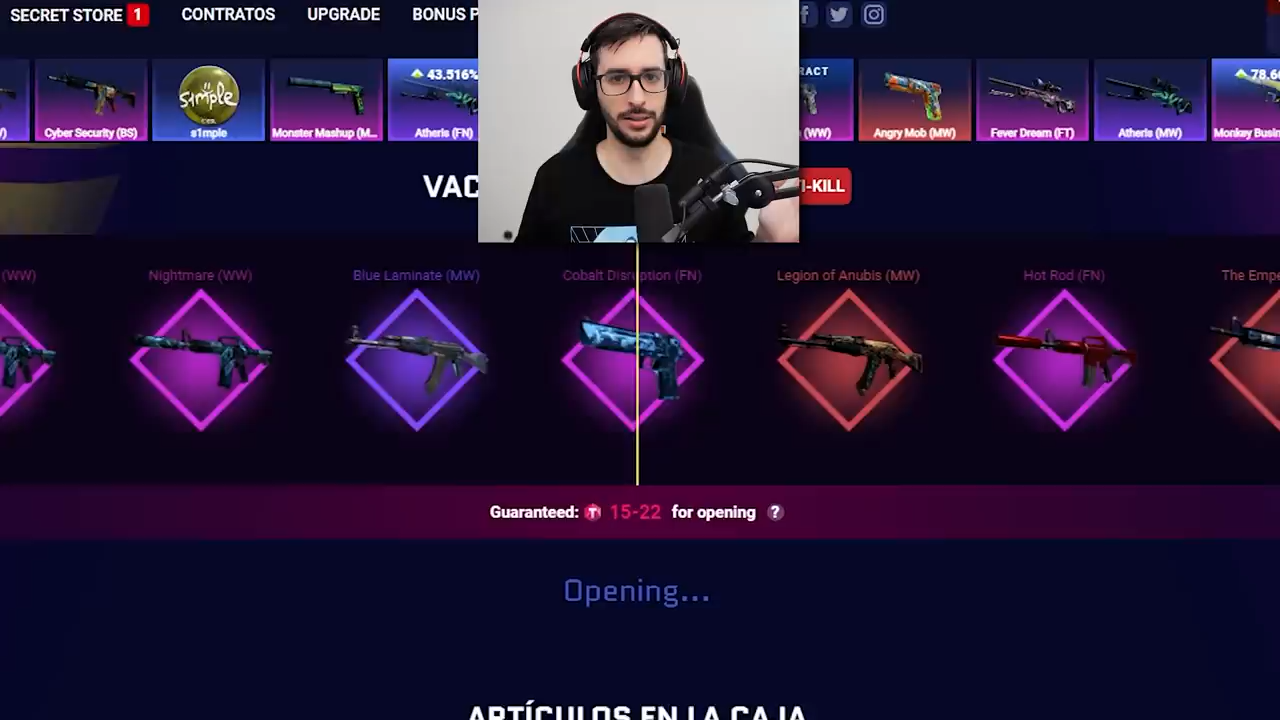 SECRET STORE 1 CONTRATOS UPGRADE BONUS P
43.516%
RACT
78.6
Cyber Security (BS) s1mple Monster Mashup (M... Atheris (FN) (WW) Angry Mob (MW) Fever Dream (FT) Atheris (MW) Monkey Busin
VAC I-KILL
(WW) Nightmare (WW) Blue Laminate (MW) Cobalt Disruption (FN) Legion of Anubis (MW) Hot Rod (FN) The Empe
Guaranteed: T 15-22 for opening ?
Opening...
ARTÍCULOS EN LA CAJA